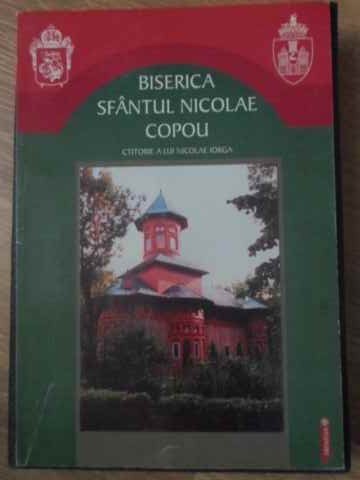 BISERICA
SFÂNTUL NICOLAE
COPOU
CTITORIE A LUI NICOLAE IORGA